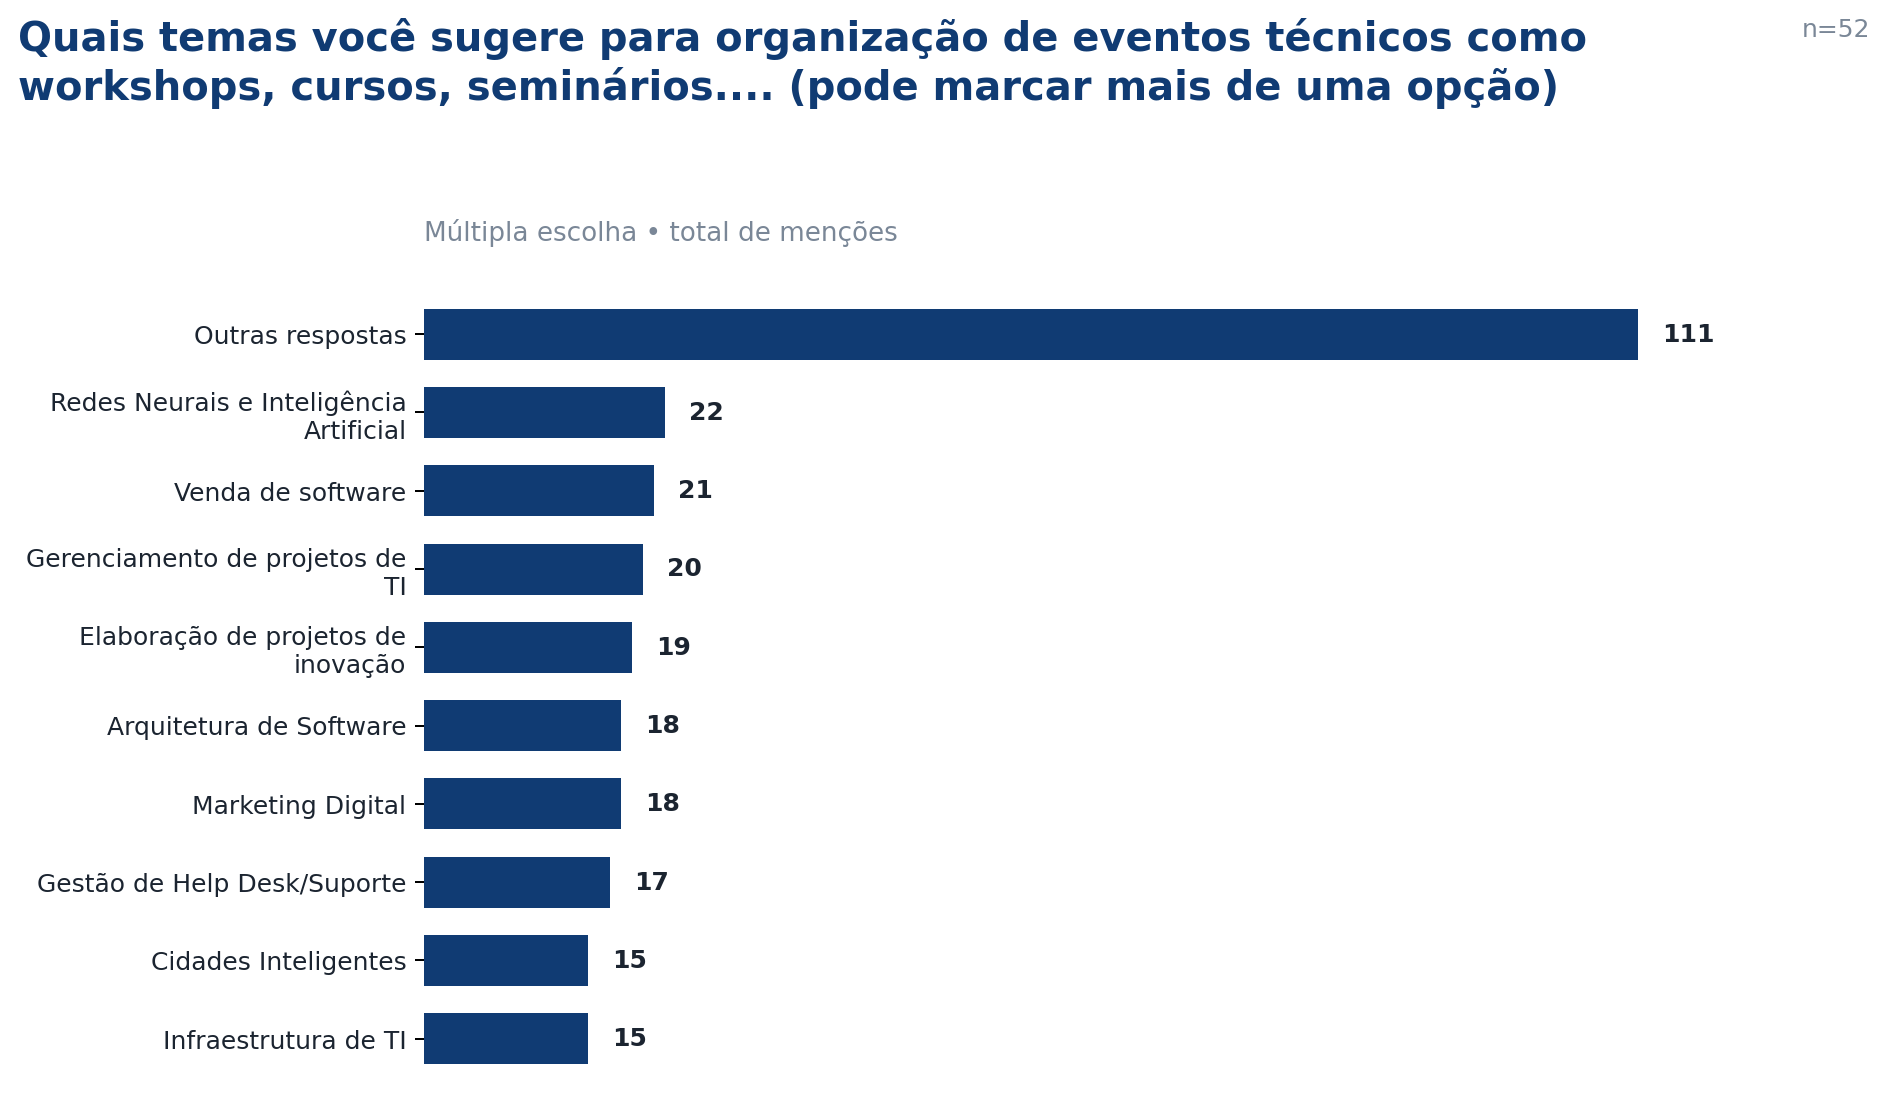 Quais temas você sugere para organização de eventos técnicos como
workshops, cursos, seminários.... (pode marcar mais de uma opção)
n=52
Múltipla escolha • total de menções
Outras respostas
111
Redes Neurais e Inteligência
Artificial
22
Venda de software
21
Gerenciamento de projetos de
TI
20
Elaboração de projetos de
inovação
19
Arquitetura de Software
18
Marketing Digital
18
Gestão de Help Desk/Suporte
17
Cidades Inteligentes
15
Infraestrutura de TI
15